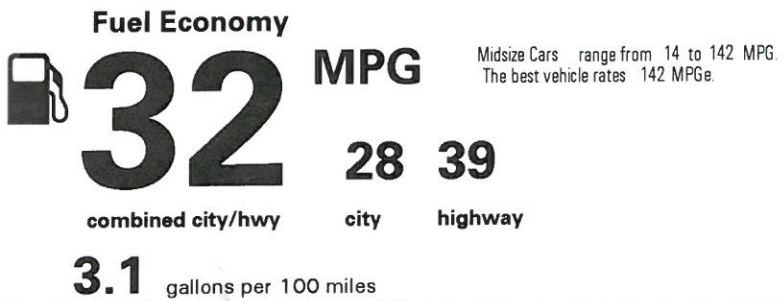 Fuel Economy
32 MPG
Midsize Cars range from 14 to 142 MPG.
The best vehicle rates 142 MPGe.
28 39
combined city/hwy city highway
3.1 gallons per 100 miles